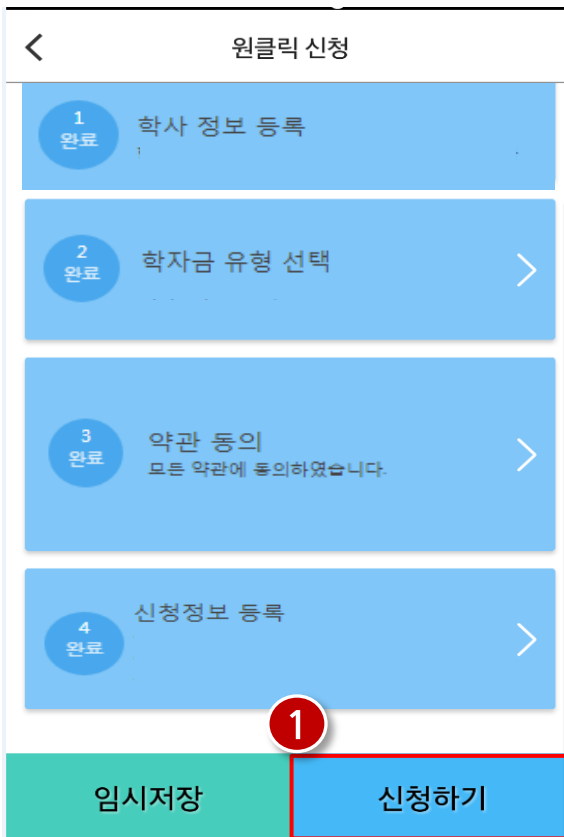 원클릭 신청
1
완료
학사 정보 등록
2
완료
학자금 유형 선택
3
완료
약관 동의
모든 약관에 동의하였습니다.
4
완료
신청정보 등록
1
임시저장
신청하기